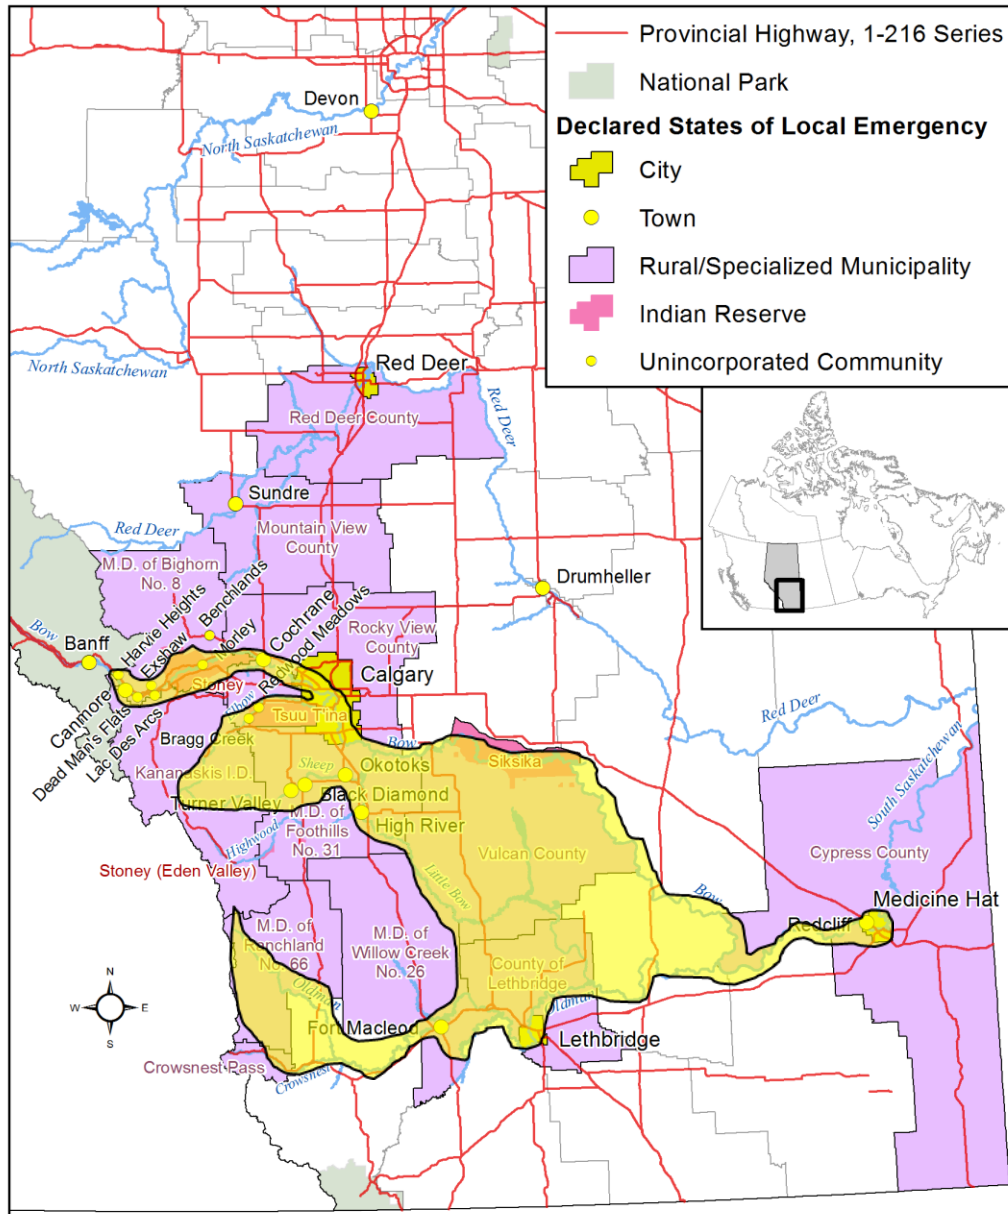 Provincial Highway, 1-216 Series
National Park
Declared States of Local Emergency
City
Town
Rural/Specialized Municipality
Indian Reserve
Unincorporated Community
Devon
North Saskatchewan
North Saskatchewan
Red Deer
Red Deer County
Red Deer
Sundre
Red Deer
Mountain View
County
M.D. of Bighorn
No. 8
Drumheller
Benchlands
Harvie Heights
Exshaw
Morley
Cochrane
Redwood Meadows
Rocky View
County
Bow
Banff
Calgary
Stoney
Canmore
Dead Man's Flats
Lac Des Arcs
Elbow
Tsuu T'ina
Bragg Creek
Bow
Red Deer
Siksika
Kananaskis I.D.
Sheep
Okotoks
Turner Valley
Black Diamond
M.D. of
Foothills
No. 31
High River
Highwood
South Saskatchewan
Vulcan County
Cypress County
Stoney (Eden Valley)
Little Bow
Bow
Medicine Hat
Redcliff
M.D. of
Ranchland
No. 66
M.D. of
Willow Creek
No. 26
County of
Lethbridge
Oldman
Oldman
Fort Macleod
Lethbridge
Crowsnest Pass
Crowsnest
N
W
E
S